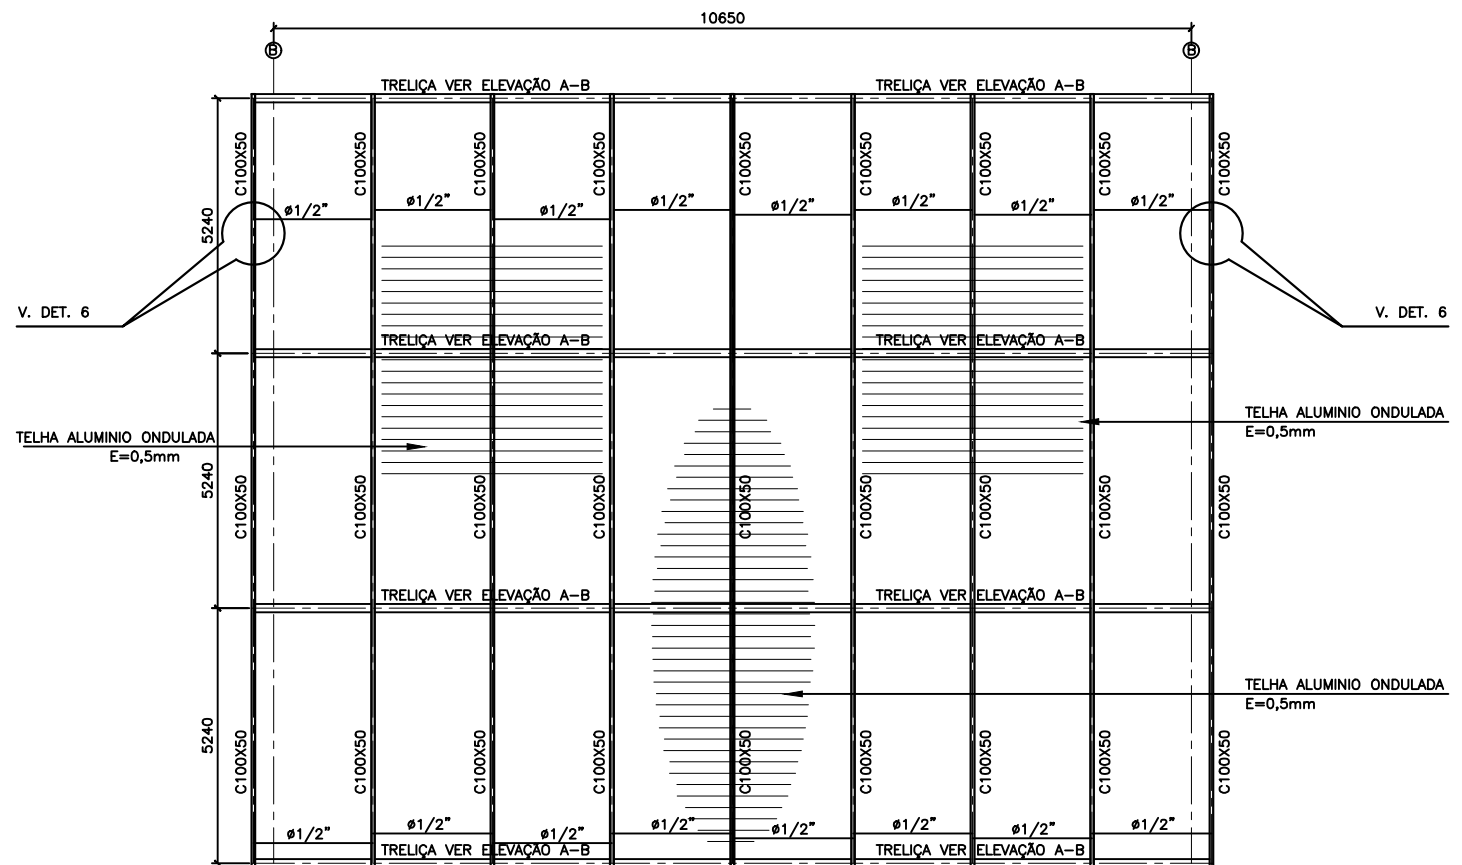 10650
B B
TRELIÇA VER ELEVAÇÃO A-B TRELIÇA VER ELEVAÇÃO A-B
C100X50 C100X50 C100X50 C100X50 C100X50 C100X50 C100X50 C100X50 C100X50
ø1/2" ø1/2" ø1/2" ø1/2" ø1/2" ø1/2" ø1/2" ø1/2"
5240
V. DET. 6 V. DET. 6
TRELIÇA VER ELEVAÇÃO A-B TRELIÇA VER ELEVAÇÃO A-B
TELHA ALUMINIO ONDULADA
E=0,5mm
TELHA ALUMINIO ONDULADA
E=0,5mm
5240
C100X50 C100X50 C100X50 C100X50 C100X50 C100X50 C100X50 C100X50 C100X50
TRELIÇA VER ELEVAÇÃO A-B TRELIÇA VER ELEVAÇÃO A-B
TELHA ALUMINIO ONDULADA
E=0,5mm
5240
C100X50 C100X50 C100X50 C100X50 C100X50 C100X50 C100X50 C100X50 C100X50
ø1/2" ø1/2" ø1/2" ø1/2" ø1/2" ø1/2" ø1/2" ø1/2"
TRELIÇA VER ELEVAÇÃO A-B TRELIÇA VER ELEVAÇÃO A-B